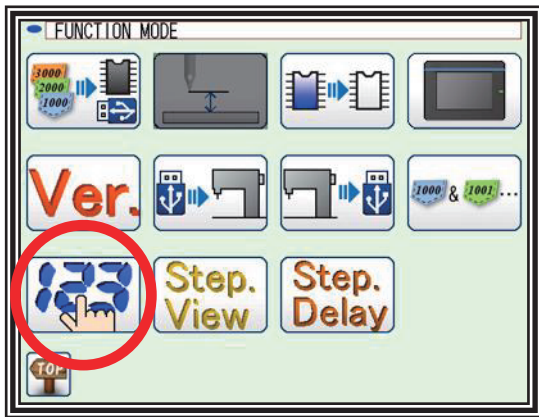 FUNCTION MODE
3000
2000
1000
Ver.
1000 & 1001 ...
123
Step.
View
Step.
Delay
TOP